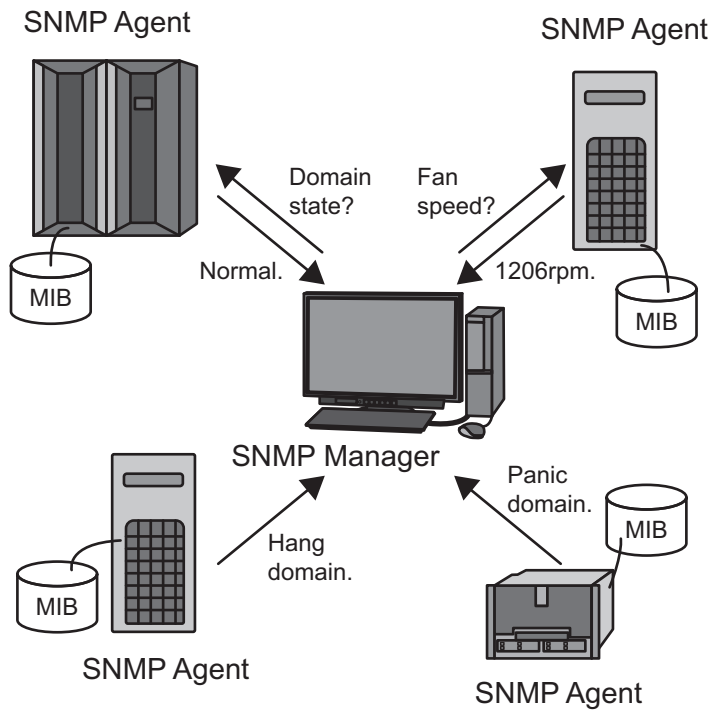 SNMP Agent
SNMP Agent
Domain
state?
Fan
speed?
Normal.
1206rpm.
MIB
MIB
SNMP Manager
Panic
domain.
MIB
Hang
domain.
MIB
SNMP Agent
SNMP Agent